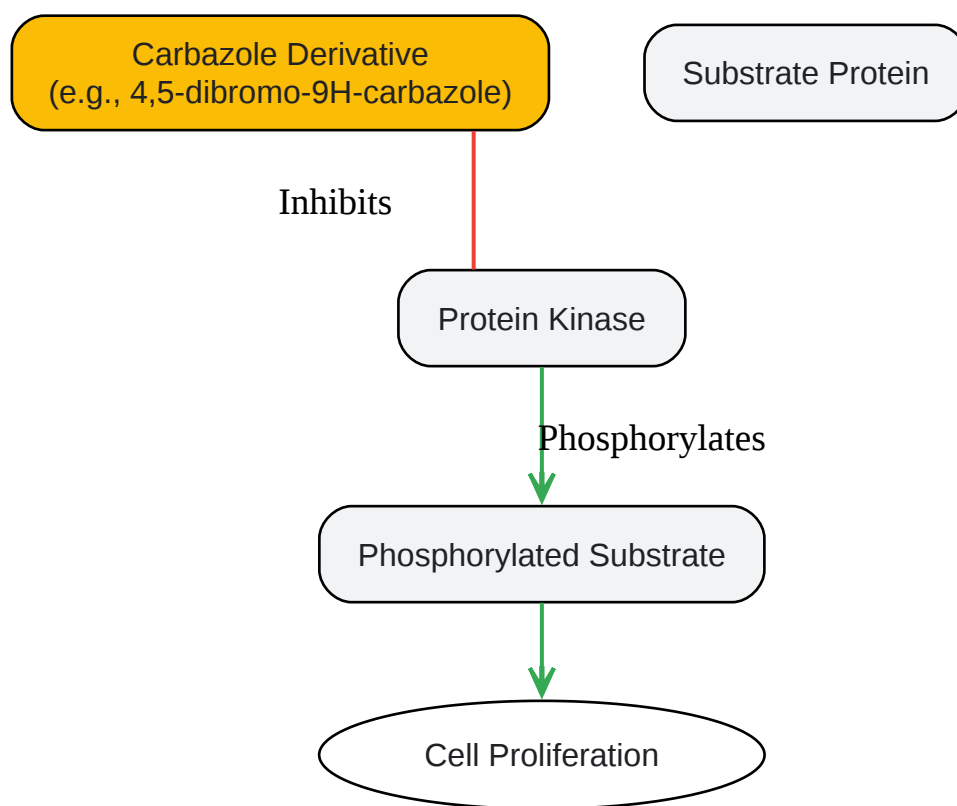 Carbazole Derivative
(e.g., 4,5-dibromo-9H-carbazole)
Substrate Protein
Inhibits
Protein Kinase
Phosphorylates
Phosphorylated Substrate
Cell Proliferation